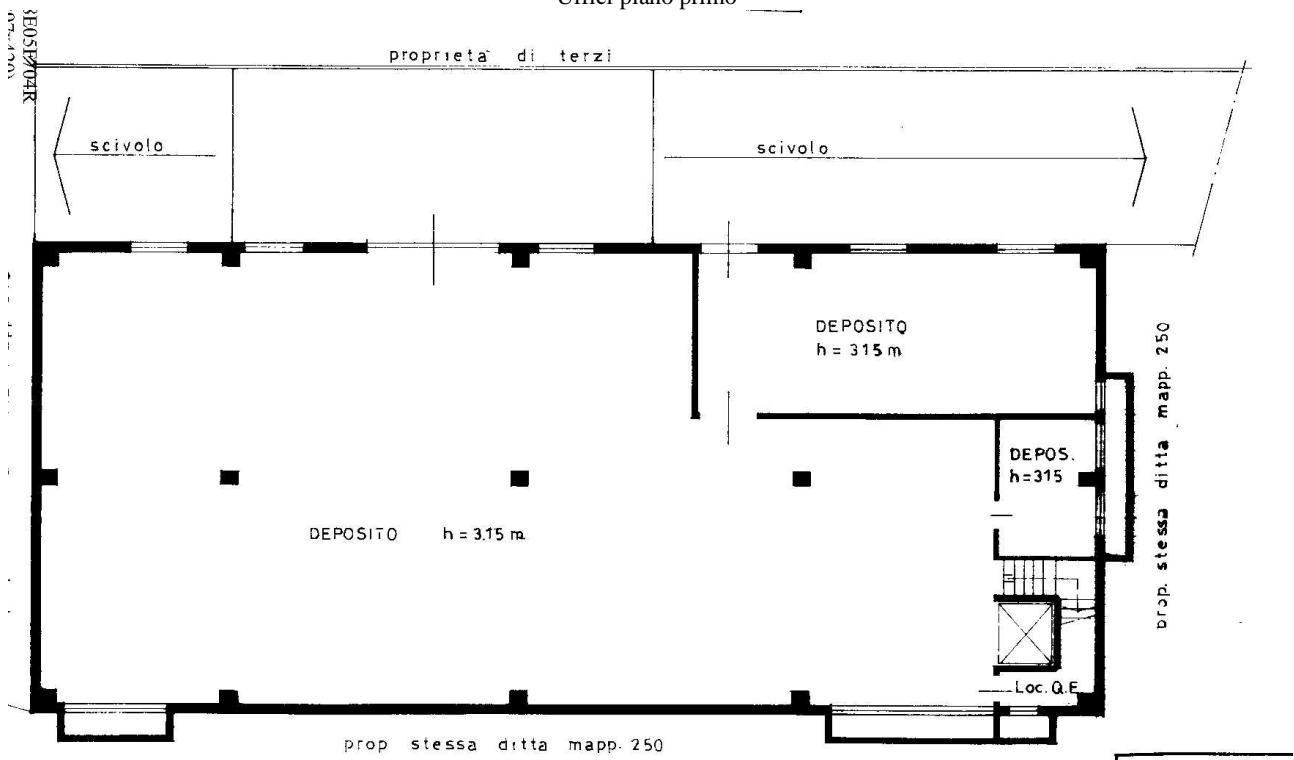 Uffici piano primo
proprietà di terzi
scivolo
scivolo
DEPOSITO
h = 315 m
DEPOS.
h=315
DEPOSITO h = 3.15 m
Loc. Q.E.
prop. stessa ditta mapp. 250
prop stessa ditta mapp. 250